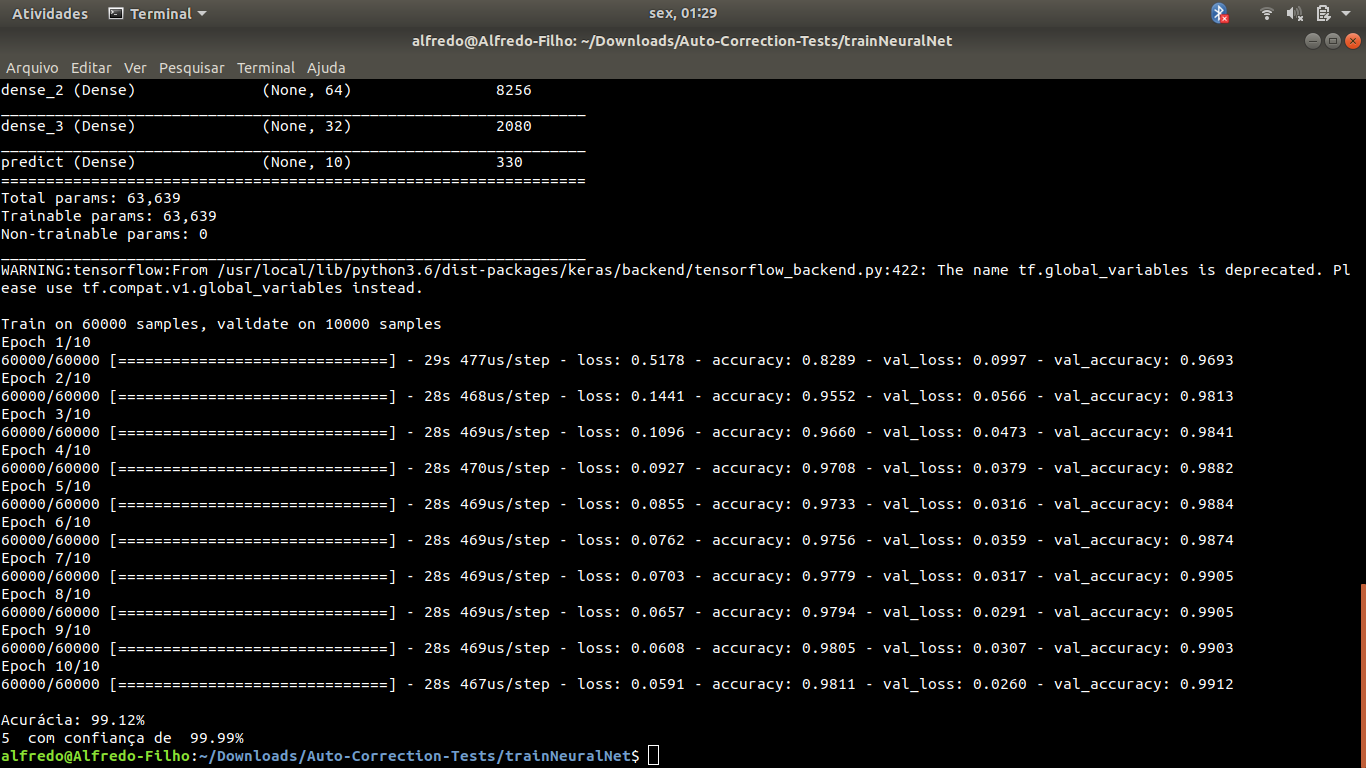 Atividades Terminal sex, 01:29
alfredo@Alfredo-Filho: ~/Downloads/Auto-Correction-Tests/trainNeuralNet
Arquivo Editar Ver Pesquisar Terminal Ajuda
dense_2 (Dense)              (None, 64)                8256
_________________________________________________________________
dense_3 (Dense)              (None, 32)                2080
_________________________________________________________________
predict (Dense)              (None, 10)                330
=================================================================
Total params: 63,639
Trainable params: 63,639
Non-trainable params: 0
_________________________________________________________________
WARNING:tensorflow:From /usr/local/lib/python3.6/dist-packages/keras/backend/tensorflow_backend.py:422: The name tf.global_variables is deprecated. Pl
ease use tf.compat.v1.global_variables instead.
Train on 60000 samples, validate on 10000 samples
Epoch 1/10
60000/60000 [==============================] - 29s 477us/step - loss: 0.5178 - accuracy: 0.8289 - val_loss: 0.0997 - val_accuracy: 0.9693
Epoch 2/10
60000/60000 [==============================] - 28s 468us/step - loss: 0.1441 - accuracy: 0.9552 - val_loss: 0.0566 - val_accuracy: 0.9813
Epoch 3/10
60000/60000 [==============================] - 28s 469us/step - loss: 0.1096 - accuracy: 0.9660 - val_loss: 0.0473 - val_accuracy: 0.9841
Epoch 4/10
60000/60000 [==============================] - 28s 470us/step - loss: 0.0927 - accuracy: 0.9708 - val_loss: 0.0379 - val_accuracy: 0.9882
Epoch 5/10
60000/60000 [==============================] - 28s 469us/step - loss: 0.0855 - accuracy: 0.9733 - val_loss: 0.0316 - val_accuracy: 0.9884
Epoch 6/10
60000/60000 [==============================] - 28s 469us/step - loss: 0.0762 - accuracy: 0.9756 - val_loss: 0.0359 - val_accuracy: 0.9874
Epoch 7/10
60000/60000 [==============================] - 28s 469us/step - loss: 0.0703 - accuracy: 0.9779 - val_loss: 0.0317 - val_accuracy: 0.9905
Epoch 8/10
60000/60000 [==============================] - 28s 469us/step - loss: 0.0657 - accuracy: 0.9794 - val_loss: 0.0291 - val_accuracy: 0.9905
Epoch 9/10
60000/60000 [==============================] - 28s 469us/step - loss: 0.0608 - accuracy: 0.9805 - val_loss: 0.0307 - val_accuracy: 0.9903
Epoch 10/10
60000/60000 [==============================] - 28s 467us/step - loss: 0.0591 - accuracy: 0.9811 - val_loss: 0.0260 - val_accuracy: 0.9912
Acurácia: 99.12%
5  com confiança de  99.99%
alfredo@Alfredo-Filho:~/Downloads/Auto-Correction-Tests/trainNeuralNet$